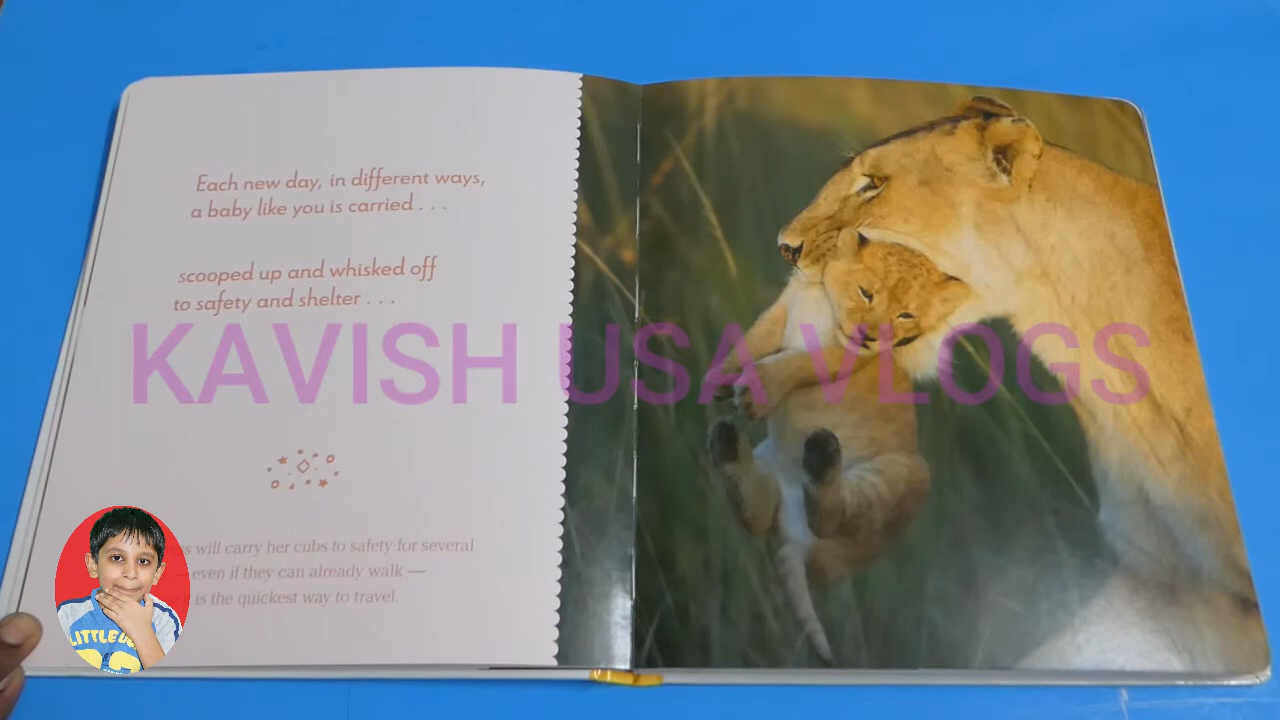 Each new day, in different ways,
a baby like you is carried . . .
scooped up and whisked off
to safety and shelter . . .
KAVISH USA VLOGS
will carry her cubs to safety for several
— even if they can already walk —
is the quickest way to travel.
LITTLE